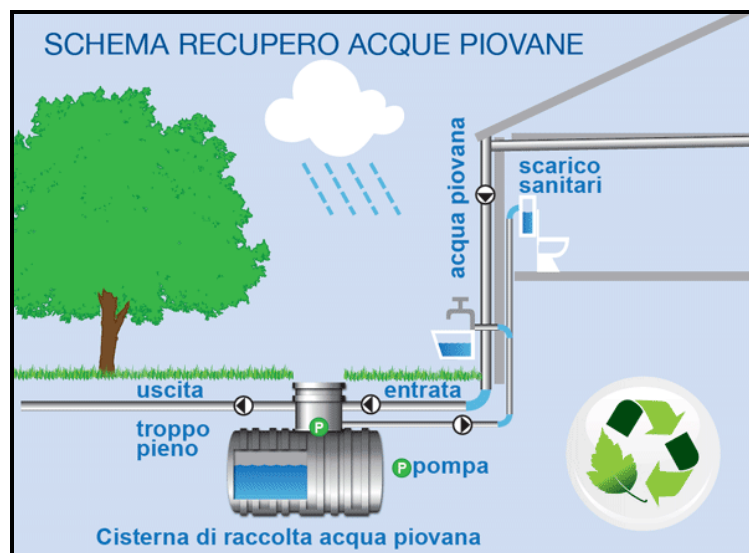 SCHEMA RECUPERO ACQUE PIOVANE
acqua piovana
scarico
sanitari
uscita
entrata
troppo
pieno
P
P pompa
Cisterna di raccolta acqua piovana